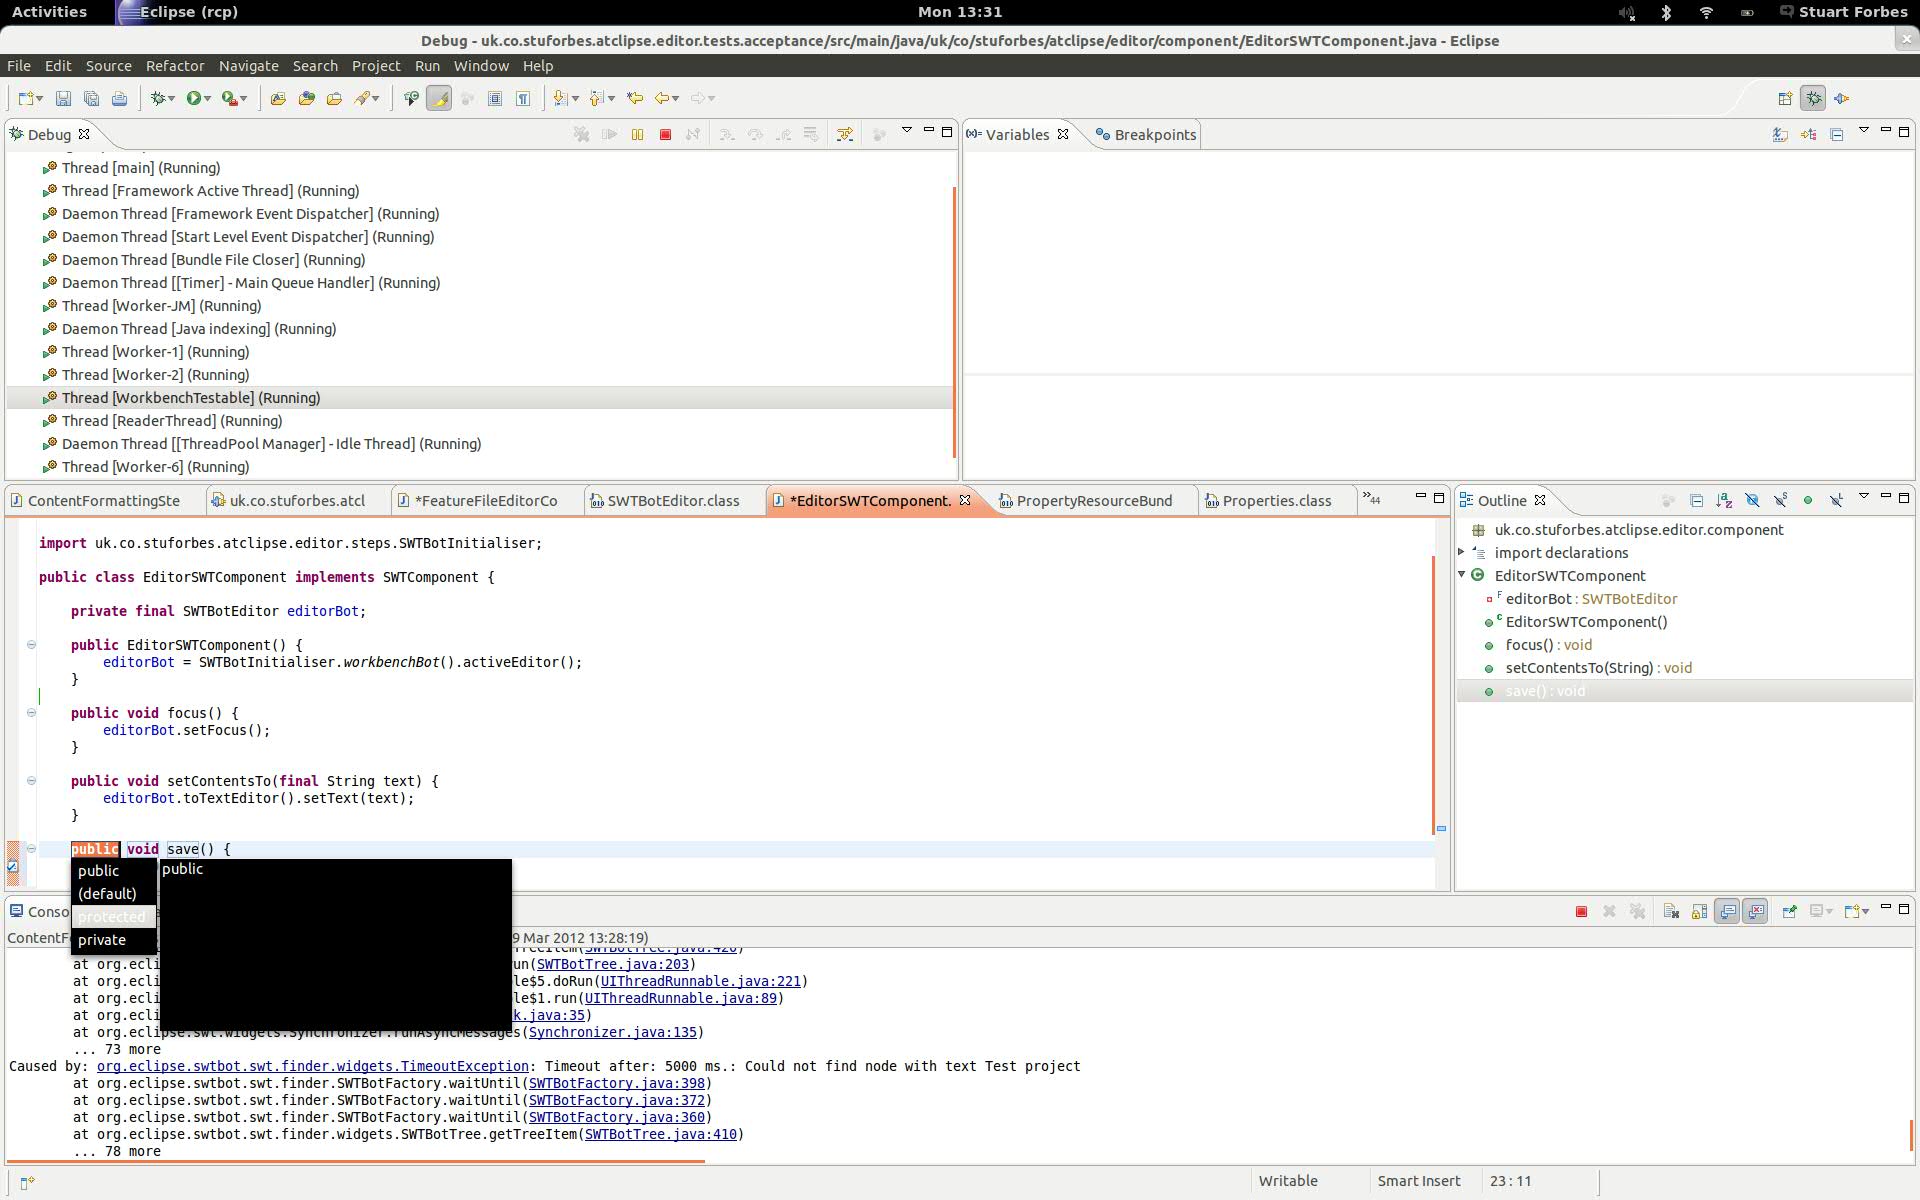 Activities Eclipse (rcp) Mon 13:31 Stuart Forbes
Debug - uk.co.stuforbes.atclipse.editor.tests.acceptance/src/main/java/uk/co/stuforbes/atclipse/editor/component/EditorSWTComponent.java - Eclipse
File Edit Source Refactor Navigate Search Project Run Window Help
Debug
Thread [main] (Running)
Thread [Framework Active Thread] (Running)
Daemon Thread [Framework Event Dispatcher] (Running)
Daemon Thread [Start Level Event Dispatcher] (Running)
Daemon Thread [Bundle File Closer] (Running)
Daemon Thread [[Timer] - Main Queue Handler] (Running)
Thread [Worker-JM] (Running)
Daemon Thread [Java indexing] (Running)
Thread [Worker-1] (Running)
Thread [Worker-2] (Running)
Thread [WorkbenchTestable] (Running)
Thread [ReaderThread] (Running)
Daemon Thread [[ThreadPool Manager] - Idle Thread] (Running)
Thread [Worker-6] (Running)
(x)= Variables Breakpoints
ContentFormattingSte uk.co.stuforbes.atcl *FeatureFileEditorCo SWTBotEditor.class *EditorSWTComponent. PropertyResourceBund Properties.class »44
import uk.co.stuforbes.atclipse.editor.steps.SWTBotInitialiser;
public class EditorSWTComponent implements SWTComponent {
private final SWTBotEditor editorBot;
public EditorSWTComponent() {
editorBot = SWTBotInitialiser.workbenchBot().activeEditor();
}
public void focus() {
editorBot.setFocus();
}
public void setContentsTo(final String text) {
editorBot.toTextEditor().setText(text);
}
public void save() {
public
(default)
protected
private
public
Outline
uk.co.stuforbes.atclipse.editor.component
import declarations
EditorSWTComponent
editorBot : SWTBotEditor
EditorSWTComponent()
focus() : void
setContentsTo(String) : void
save() : void
Conso
ContentF 9 Mar 2012 13:28:19)
TreeItem(SWTBotTree.java:420)
at org.ecli un(SWTBotTree.java:203)
at org.ecli le$5.doRun(UIThreadRunnable.java:221)
at org.ecli le$1.run(UIThreadRunnable.java:89)
at org.ecli k.java:35)
at org.eclipse.swt.widgets.Synchronizer.runAsyncMessages(Synchronizer.java:135)
... 73 more
Caused by: org.eclipse.swtbot.swt.finder.widgets.TimeoutException: Timeout after: 5000 ms.: Could not find node with text Test project
at org.eclipse.swtbot.swt.finder.SWTBotFactory.waitUntil(SWTBotFactory.java:398)
at org.eclipse.swtbot.swt.finder.SWTBotFactory.waitUntil(SWTBotFactory.java:372)
at org.eclipse.swtbot.swt.finder.SWTBotFactory.waitUntil(SWTBotFactory.java:360)
at org.eclipse.swtbot.swt.finder.widgets.SWTBotTree.getTreeItem(SWTBotTree.java:410)
... 78 more
Writable Smart Insert 23 : 11